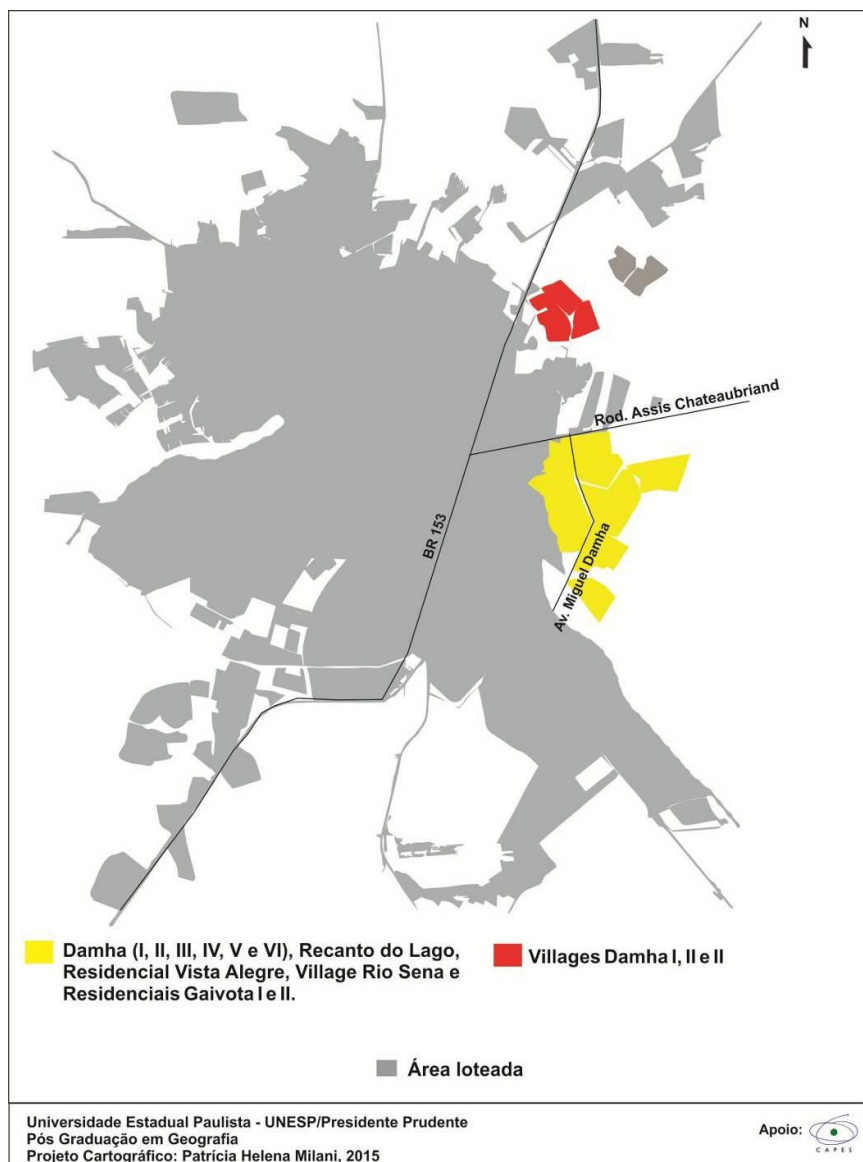 N
Rod. Assis Chateaubriand
BR 153
Av. Miguel Damha
Damha (I, II, III, IV, V e VI), Recanto do Lago,
Residencial Vista Alegre, Village Rio Sena e
Residenciais Gaivota I e II.
Villages Damha I, II e II
Área loteada
Universidade Estadual Paulista - UNESP/Presidente Prudente
Pós Graduação em Geografia
Projeto Cartográfico: Patrícia Helena Milani, 2015
Apoio:
CAPES